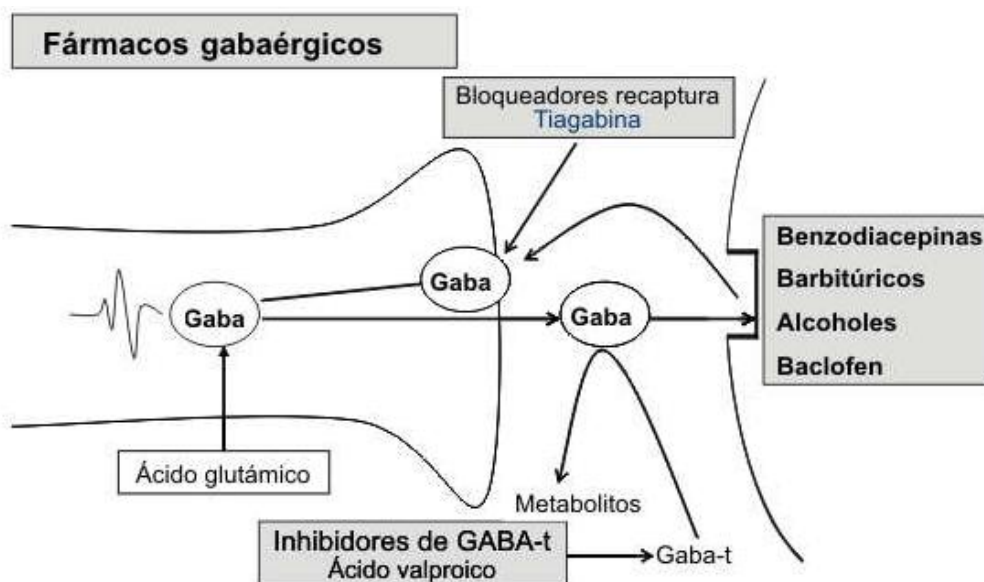 Fármacos gabaérgicos
Bloqueadores recaptura
Tiagabina
Benzodiacepinas
Barbitúricos
Alcoholes
Baclofen
Gaba
Gaba
Gaba
Ácido glutámico
Metabolitos
Inhibidores de GABA-t
Ácido valproico
Gaba-t